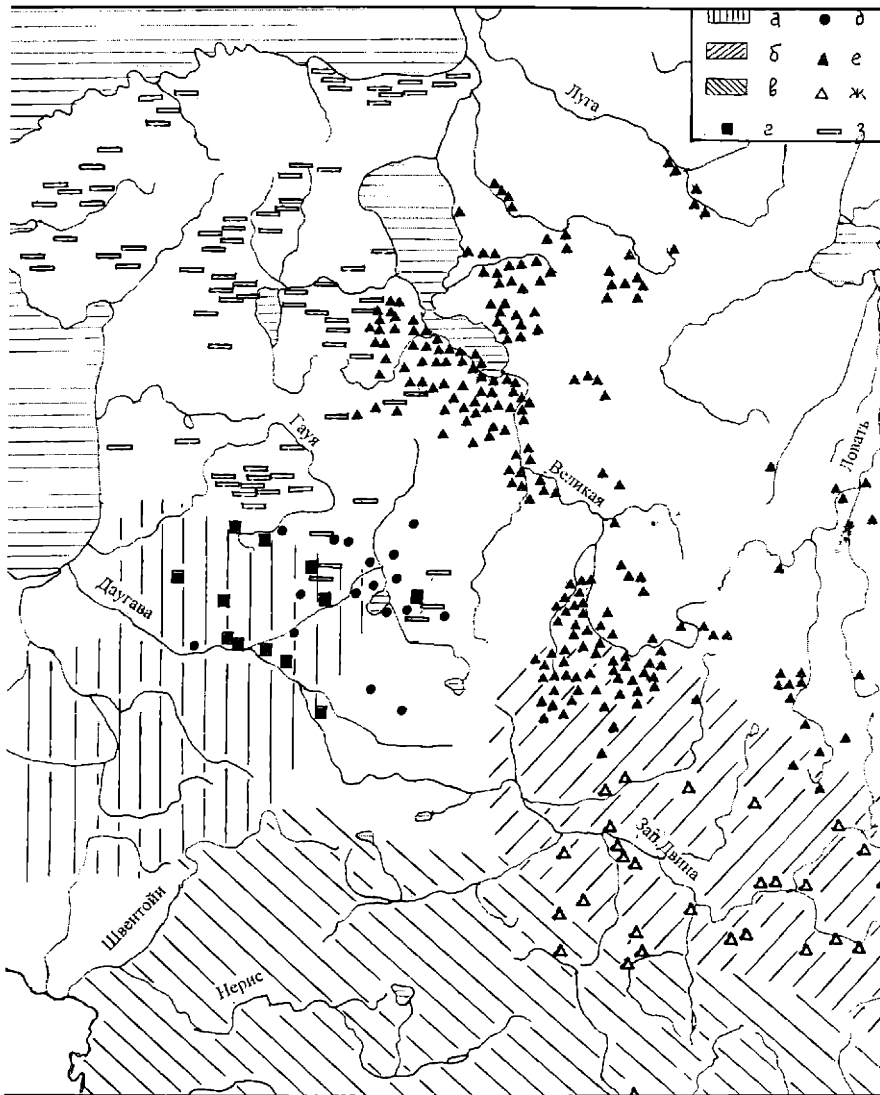 а д
б е
в ж
г з
Луга
Гауя
Ловать
Великая
Даугава
Зап. Двина
Швентойи
Нерис